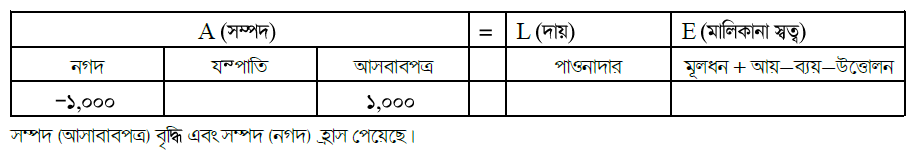 A (সম্পদ) = L (দায়) E (মালিকানা স্বত্ব)
নগদ যন্পাতি আসবাবপত্র পাওনাদার মূলধন + আয়–ব্যয়–উত্তোলন
–১,০০০ ১,০০০
সম্পদ (আসাবাবপত্র) বৃদ্ধি এবং সম্পদ (নগদ) হ্রাস পেয়েছে।